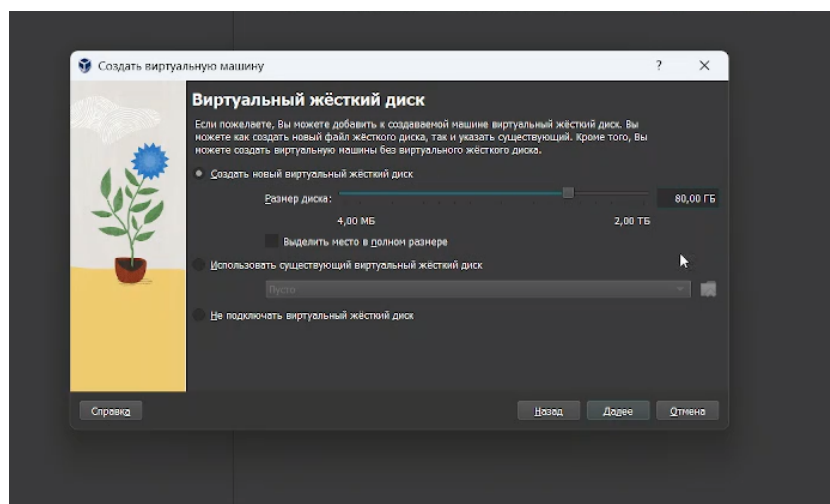 Создать виртуальную машину
?
Виртуальный жёсткий диск
Если пожелаете, Вы можете добавить к создаваемой машине виртуальный жёсткий диск. Вы
можете как создать новый файл жёсткого диска, так и указать существующий. Кроме того, Вы
можете создать виртуальную машины без виртуального жёсткого диска.
Создать новый виртуальный жёсткий диск
Размер диска: 80,00 ГБ
4,00 МБ 2,00 ТБ
Выделить место в полном размере
Использовать существующий виртуальный жёсткий диск
Пусто
Не подключать виртуальный жёсткий диск
Справка Назад Далее Отмена